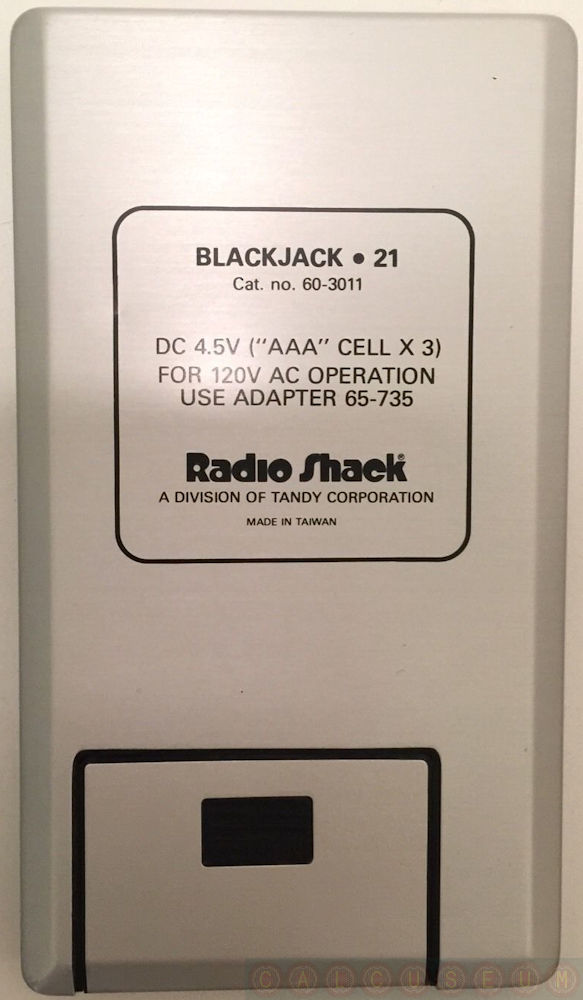 BLACKJACK • 21
Cat. no. 60-3011
DC 4.5V ("AAA" CELL X 3)
FOR 120V AC OPERATION
USE ADAPTER 65-735
Radio Shack®
A DIVISION OF TANDY CORPORATION
MADE IN TAIWAN
CALCUSEUM